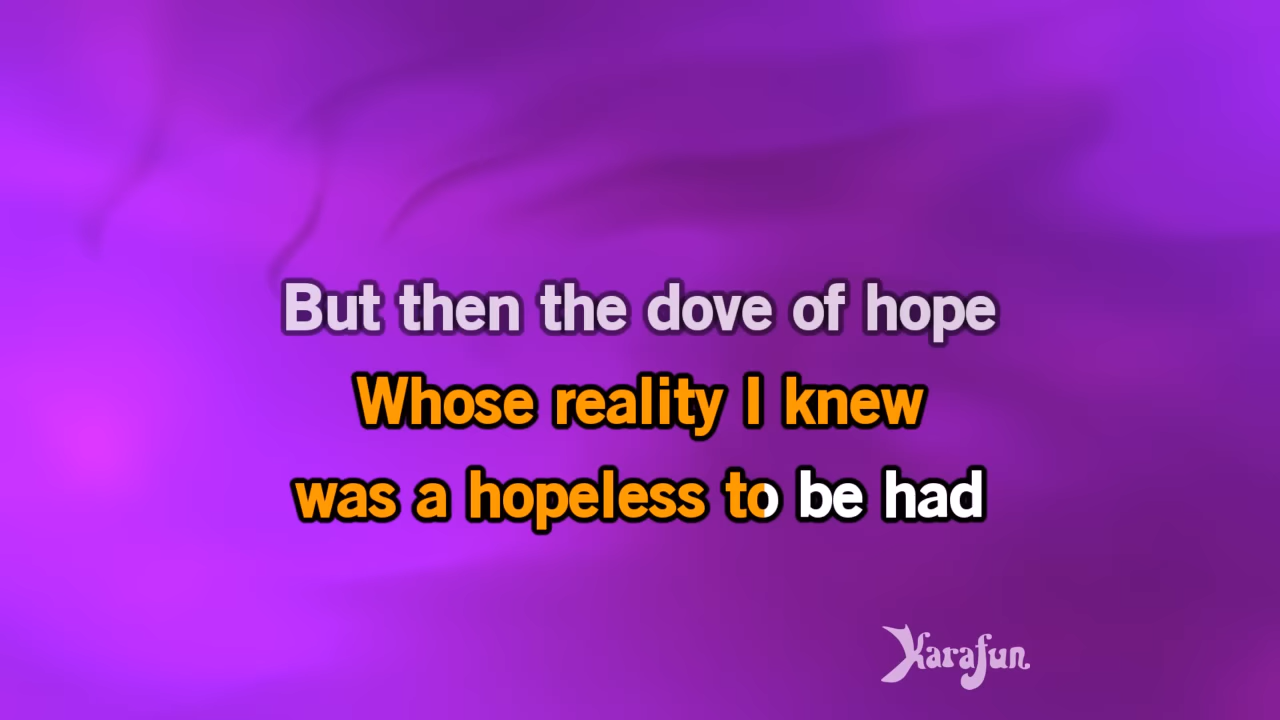 But then the dove of hope
Whose reality I knew
was a hopeless to be had
Karafun